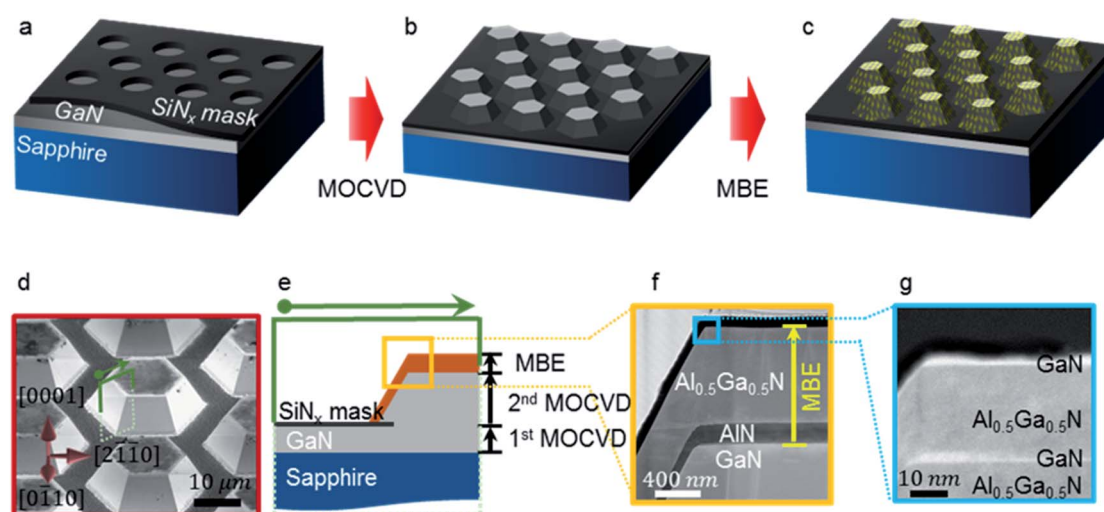 a
b
c
GaN
SiNₓ mask
Sapphire
MOCVD
MBE
d
e
f
g
[0001]
[2̄1̄10]
[01̄10]
10 μm
MBE
SiNₓ mask
2ⁿᵈ MOCVD
GaN
1ˢᵗ MOCVD
Sapphire
Al₀.₅Ga₀.₅N
MBE
AlN
GaN
400 nm
GaN
Al₀.₅Ga₀.₅N
GaN
Al₀.₅Ga₀.₅N
10 nm